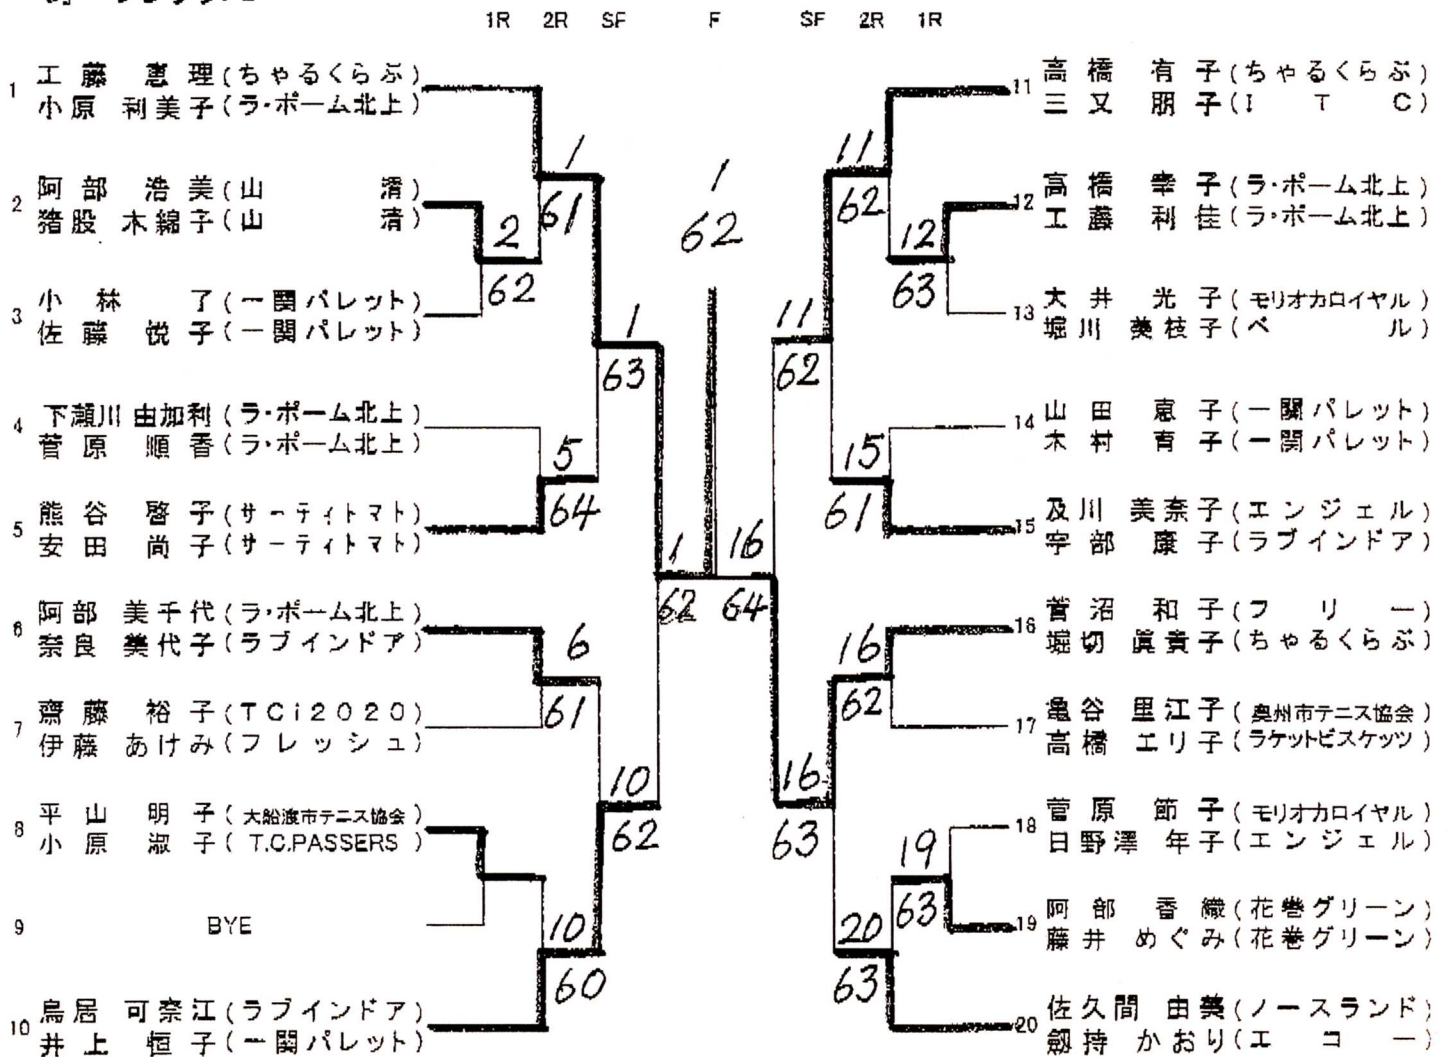 1R 2R SF F SF 2R 1R
1 工藤 恵理(ちゃるくらぶ)
小原 利美子(ラ・ポーム北上)
2 阿部 浩美(山 清)
猪股 木綿子(山 清)
3 小林 了(一関パレット)
佐藤 悦子(一関パレット)
4 下瀬川 由加利(ラ・ポーム北上)
菅原 順香(ラ・ポーム北上)
5 熊谷 啓子(サーティトマト)
安田 尚子(サーティトマト)
6 阿部 美千代(ラ・ポーム北上)
奈良 美代子(ラブインドア)
7 齋藤 裕子(TCi2020)
伊藤 あけみ(フレッシュ)
8 平山 明子(大船渡市テニス協会)
小原 淑子(T.C.PASSERS)
9 BYE
10 鳥居 可奈江(ラブインドア)
井上 恒子(一関パレット)
2
62
1
61
5
64
6
61
10
60
1
63
10
62
1
62
1
62
16
64
11
62
16
63
11
62
15
61
16
62
20
63
12
63
19
63
11 高橋 有子(ちゃるくらぶ)
三又 朋子(I T C)
12 高橋 幸子(ラ・ポーム北上)
工藤 利佳(ラ・ポーム北上)
13 大井 光子(モリオカロイヤル)
堀川 美枝子(ベ ル)
14 山田 恵子(一関パレット)
木村 育子(一関パレット)
15 及川 美奈子(エンジェル)
宇部 康子(ラブインドア)
16 菅沼 和子(フ リ ー)
堀切 眞貴子(ちゃるくらぶ)
17 亀谷 里江子(奥州市テニス協会)
高橋 エリ子(ラケットビスケッツ)
18 菅原 節子(モリオカロイヤル)
日野澤 年子(エンジェル)
19 阿部 香織(花巻グリーン)
藤井 めぐみ(花巻グリーン)
20 佐久間 由美(ノースランド)
劔持 かおり(エ コ ー)